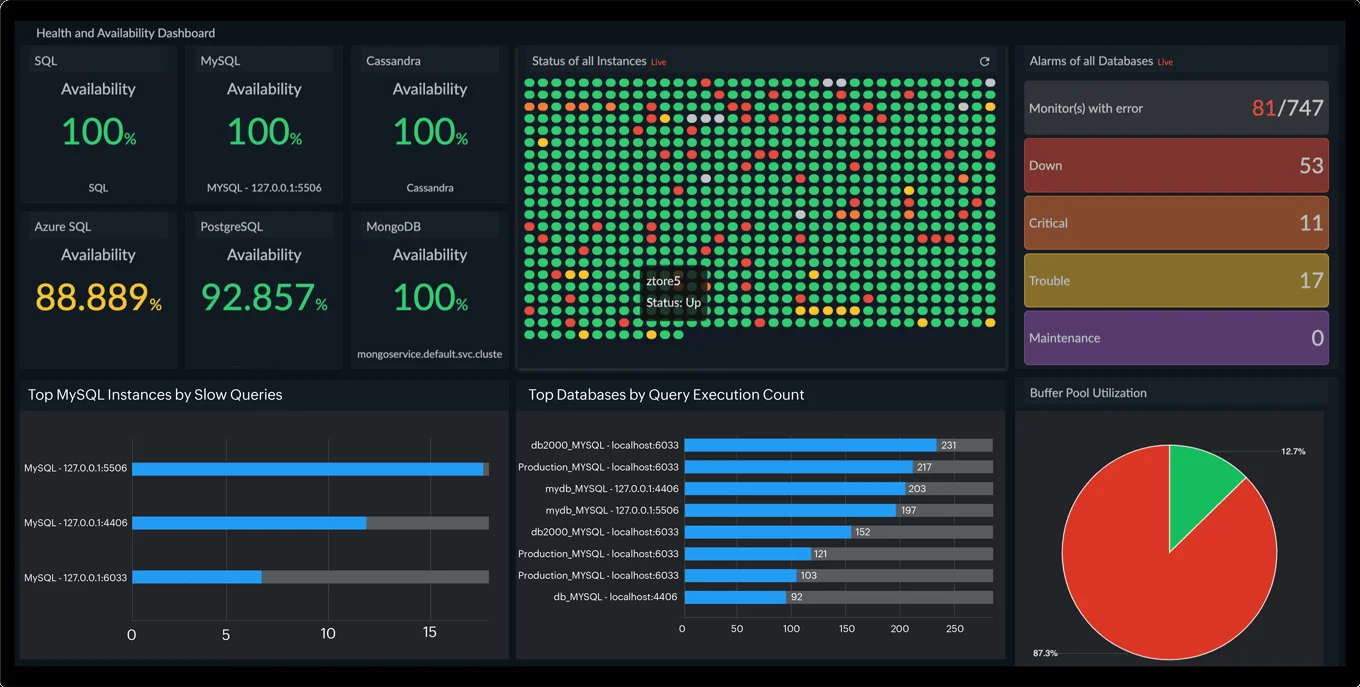 Health and Availability Dashboard
SQL
Availability
100%
SQL
MySQL
Availability
100%
MYSQL - 127.0.0.1:5506
Cassandra
Availability
100%
Cassandra
Azure SQL
Availability
88.889%
PostgreSQL
Availability
92.857%
MongoDB
Availability
100%
mongoservice.default.svc.cluste
Status of all Instances Live
ztore5
Status: Up
Alarms of all Databases Live
Monitor(s) with error 81/747
Down 53
Critical 11
Trouble 17
Maintenance 0
Top MySQL Instances by Slow Queries
MySQL - 127.0.0.1:5506
MySQL - 127.0.0.1:4406
MySQL - 127.0.0.1:6033
0 5 10 15
Top Databases by Query Execution Count
db2000_MYSQL - localhost:6033 231
Production_MYSQL - localhost:6033 217
mydb_MYSQL - 127.0.0.1:4406 203
mydb_MYSQL - 127.0.0.1:5506 197
db2000_MYSQL - localhost:6033 152
Production_MYSQL - localhost:6033 121
Production_MYSQL - localhost:6033 103
db_MYSQL - localhost:4406 92
0 50 100 150 200 250
Buffer Pool Utilization
12.7%
87.3%